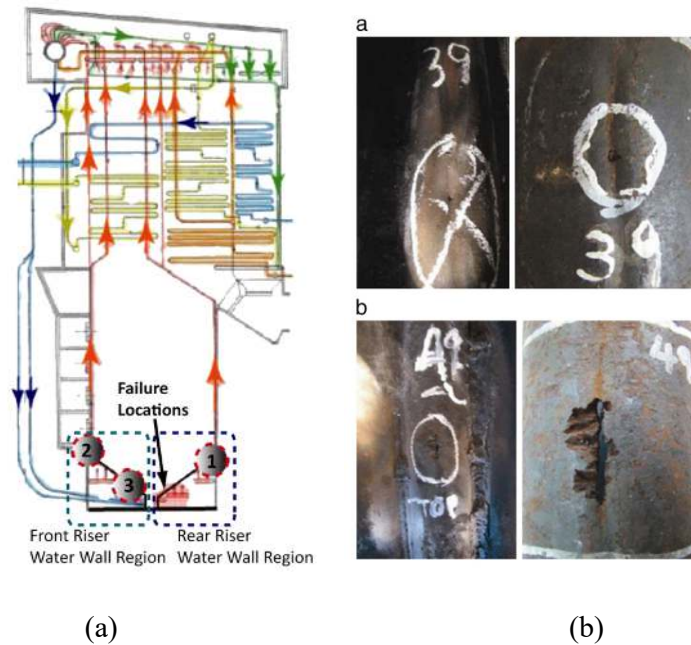 Failure
Locations
2
3
1
Front Riser
Water Wall Region
Rear Riser
Water Wall Region
(a)
a
39
39
b
TOP
49
(b)